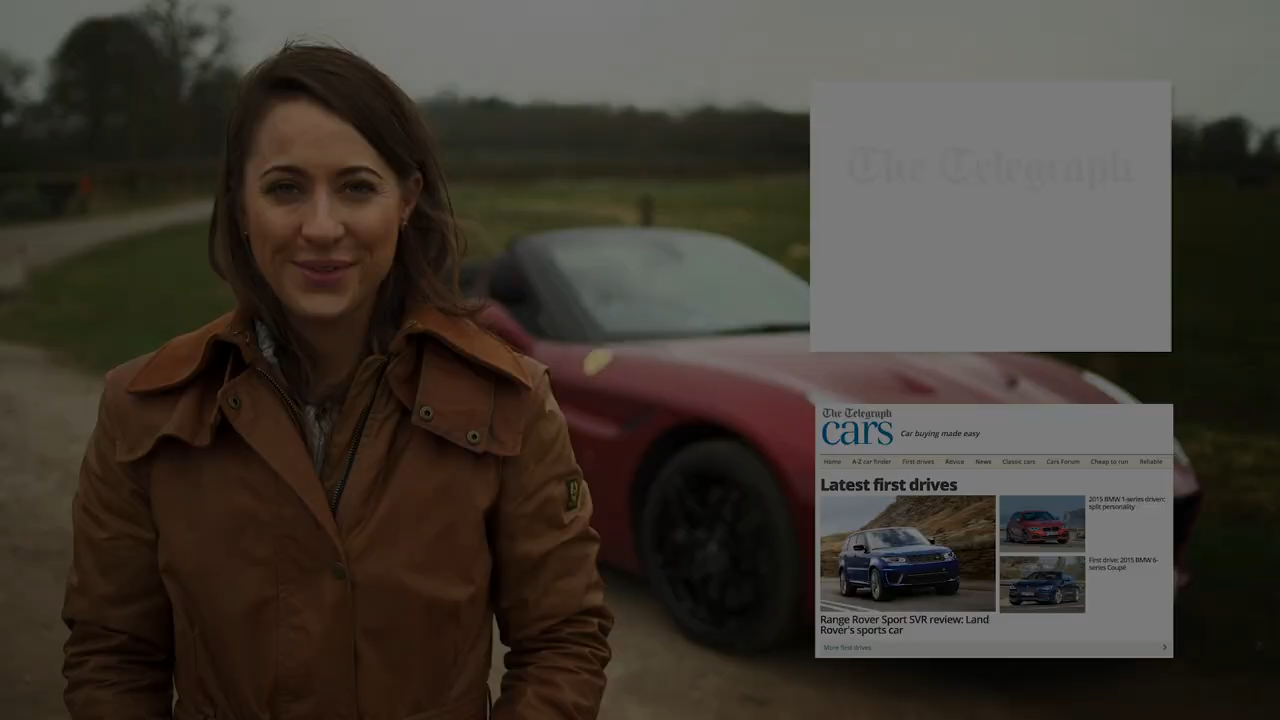 The Telegraph
The Telegraph
cars
Car buying made easy
Home A-Z car finder First drives Advice News Classic cars Cars Forum Cheap to run Reliable
Latest first drives
2015 BMW 1-series driven:
split personality
First drive: 2015 BMW 6-
series Coupé
Range Rover Sport SVR review: Land
Rover's sports car
More first drives